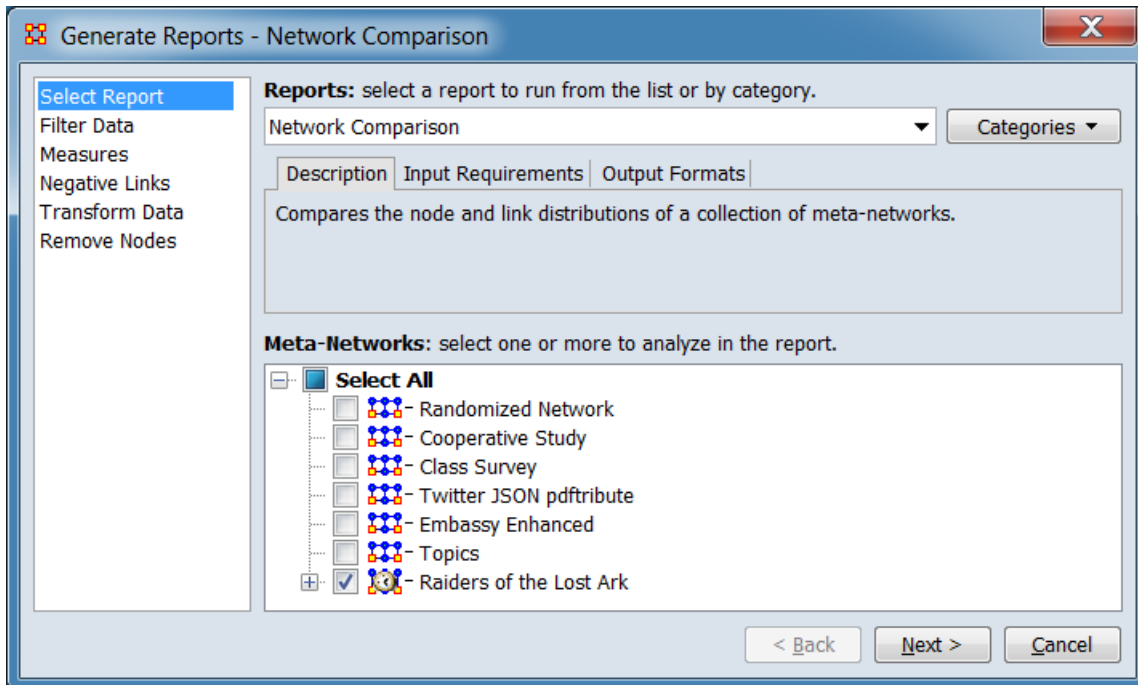 Generate Reports - Network Comparison
Select Report
Filter Data
Measures
Negative Links
Transform Data
Remove Nodes
Reports: select a report to run from the list or by category.
Network Comparison
Categories
Description Input Requirements Output Formats
Compares the node and link distributions of a collection of meta-networks.
Meta-Networks: select one or more to analyze in the report.
Select All
- Randomized Network
- Cooperative Study
- Class Survey
- Twitter JSON pdftribute
- Embassy Enhanced
- Topics
- Raiders of the Lost Ark
< Back Next > Cancel